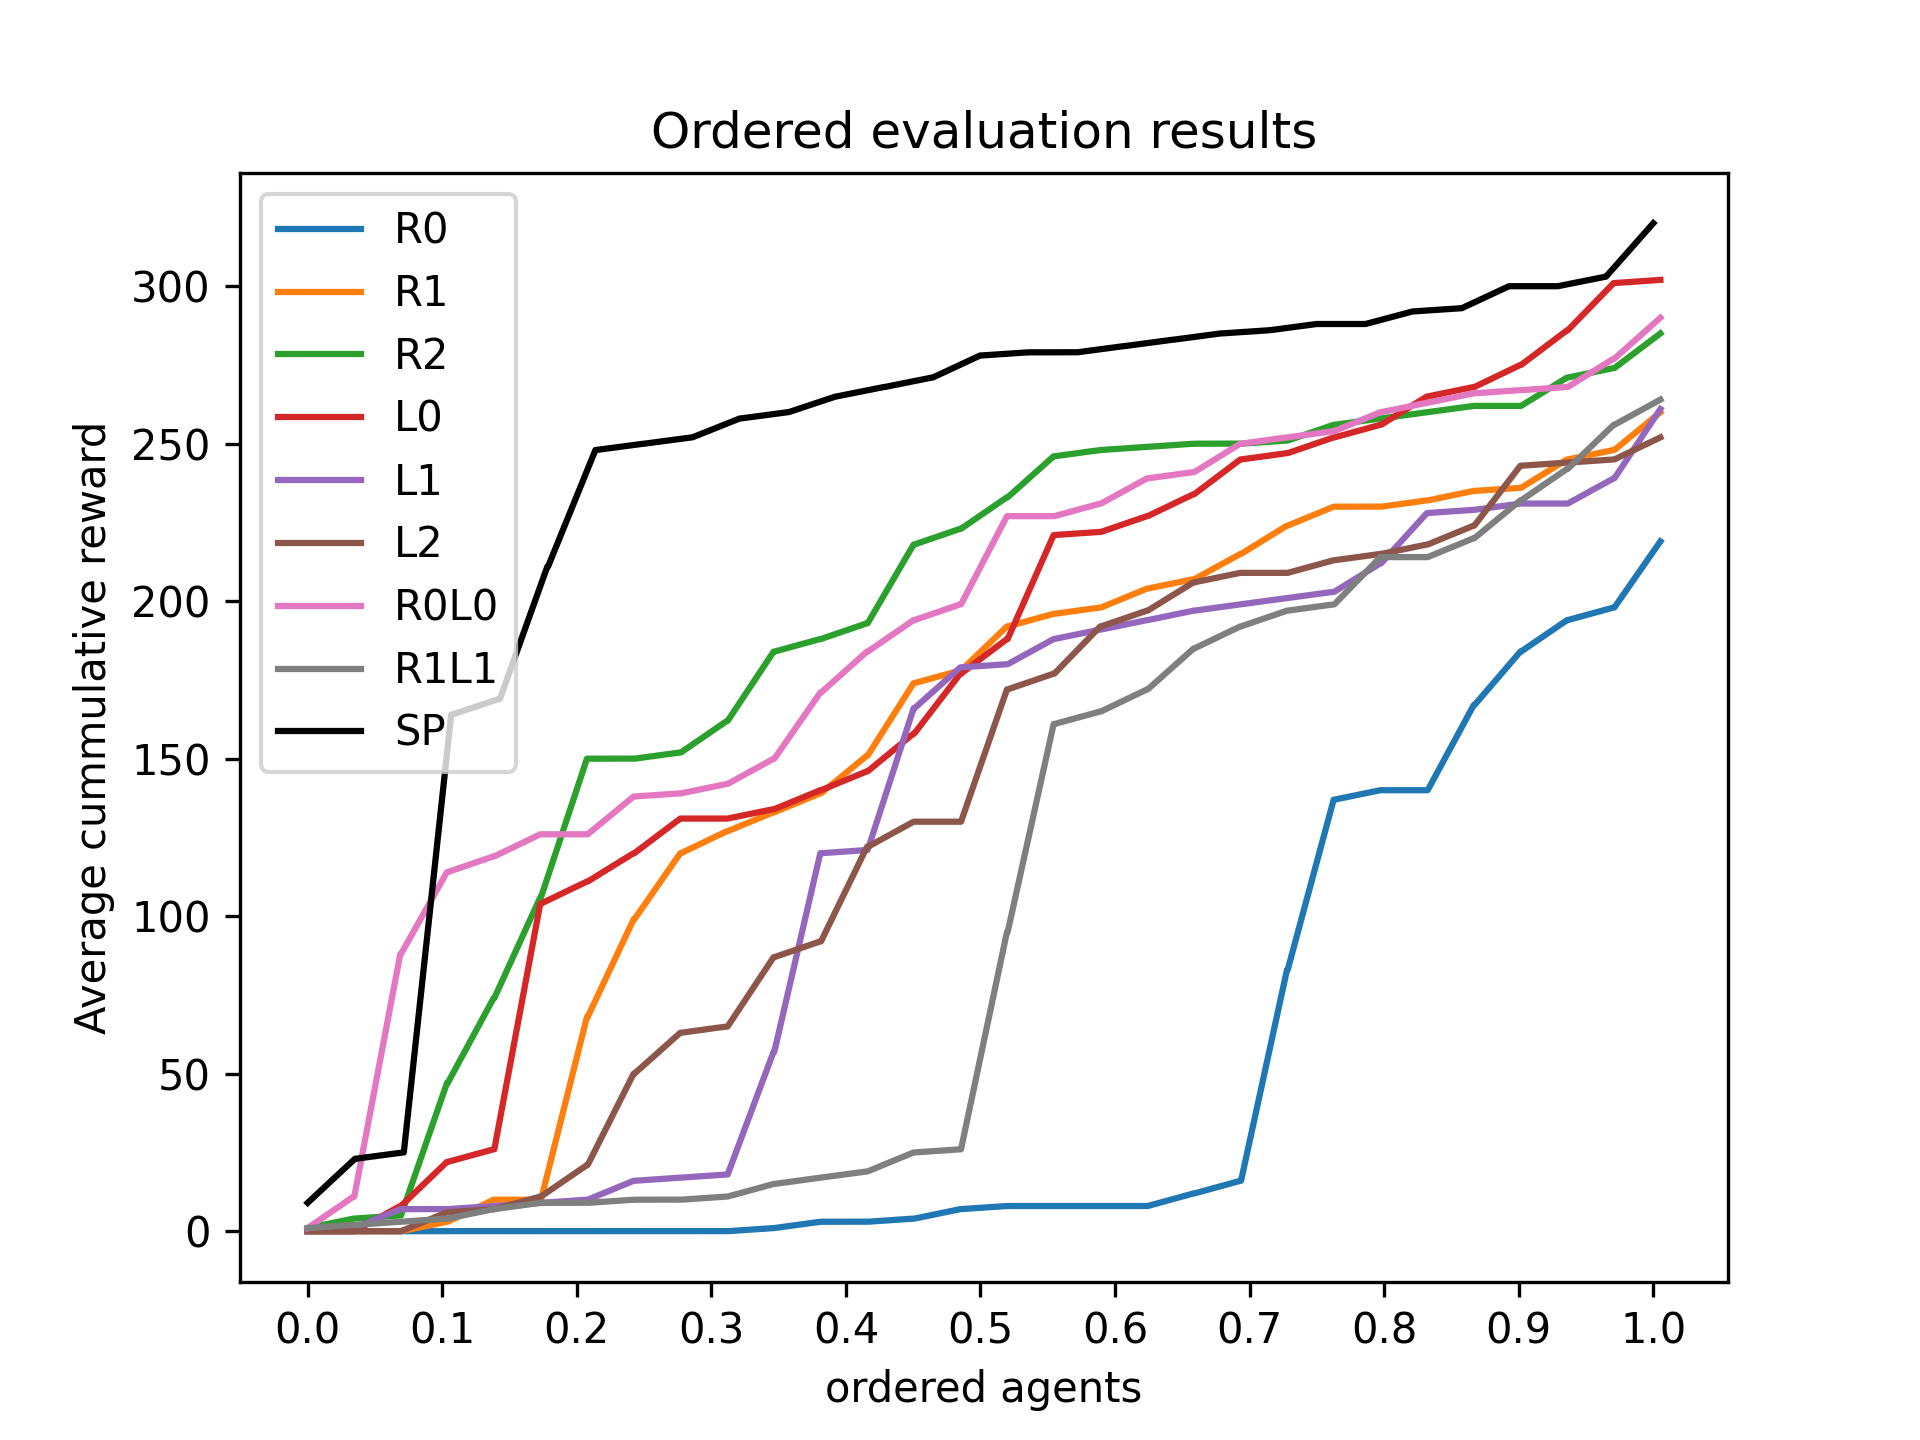 Ordered evaluation results
R0
R1
R2
L0
L1
L2
R0L0
R1L1
SP
Average cummulative reward
300
250
200
150
100
50
0
0.0 0.1 0.2 0.3 0.4 0.5 0.6 0.7 0.8 0.9 1.0
ordered agents